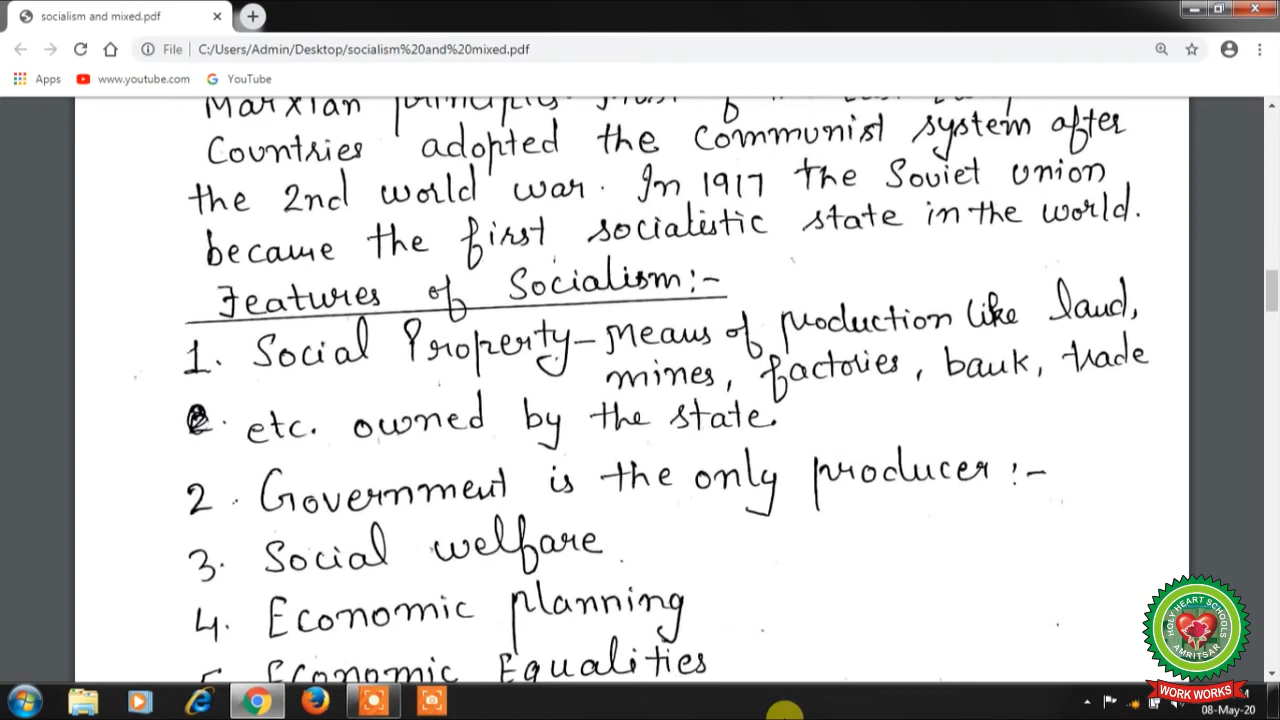 socialism and mixed.pdf
File C:/Users/Admin/Desktop/socialism%20and%20mixed.pdf
Apps www.youtube.com YouTube
Marxian principles.
Countries adopted the communist system after
the 2nd world war. In 1917 the Soviet union
became the first socialistic state in the world.
Features of Socialism:-
1. Social Property – means of production like land,
mines, factories, bank, trade
etc. owned by the state.
2. Government is the only producer:-
3. Social welfare
4. Economic planning
5. Economic Equalities
HOLY HEART SCHOOLS
AMRITSAR
WORK WORKS
08-May-20